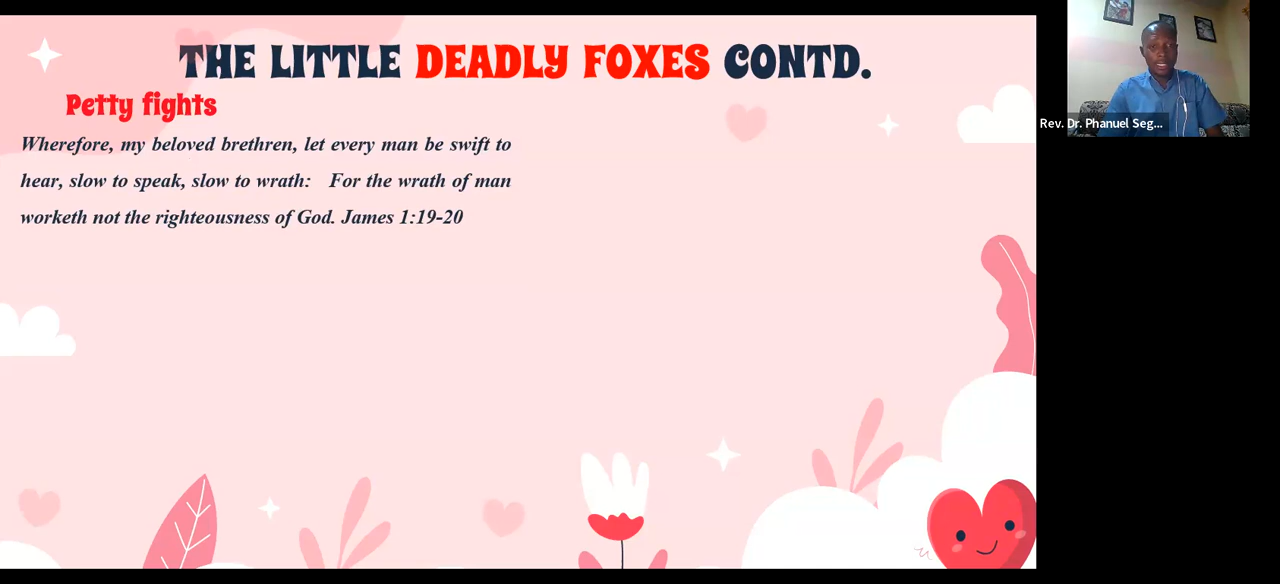 THE LITTLE DEADLY FOXES CONTD.
Petty fights
Wherefore, my beloved brethren, let every man be swift to
hear, slow to speak, slow to wrath: For the wrath of man
worketh not the righteousness of God. James 1:19-20
Rev. Dr. Phanuel Seg...